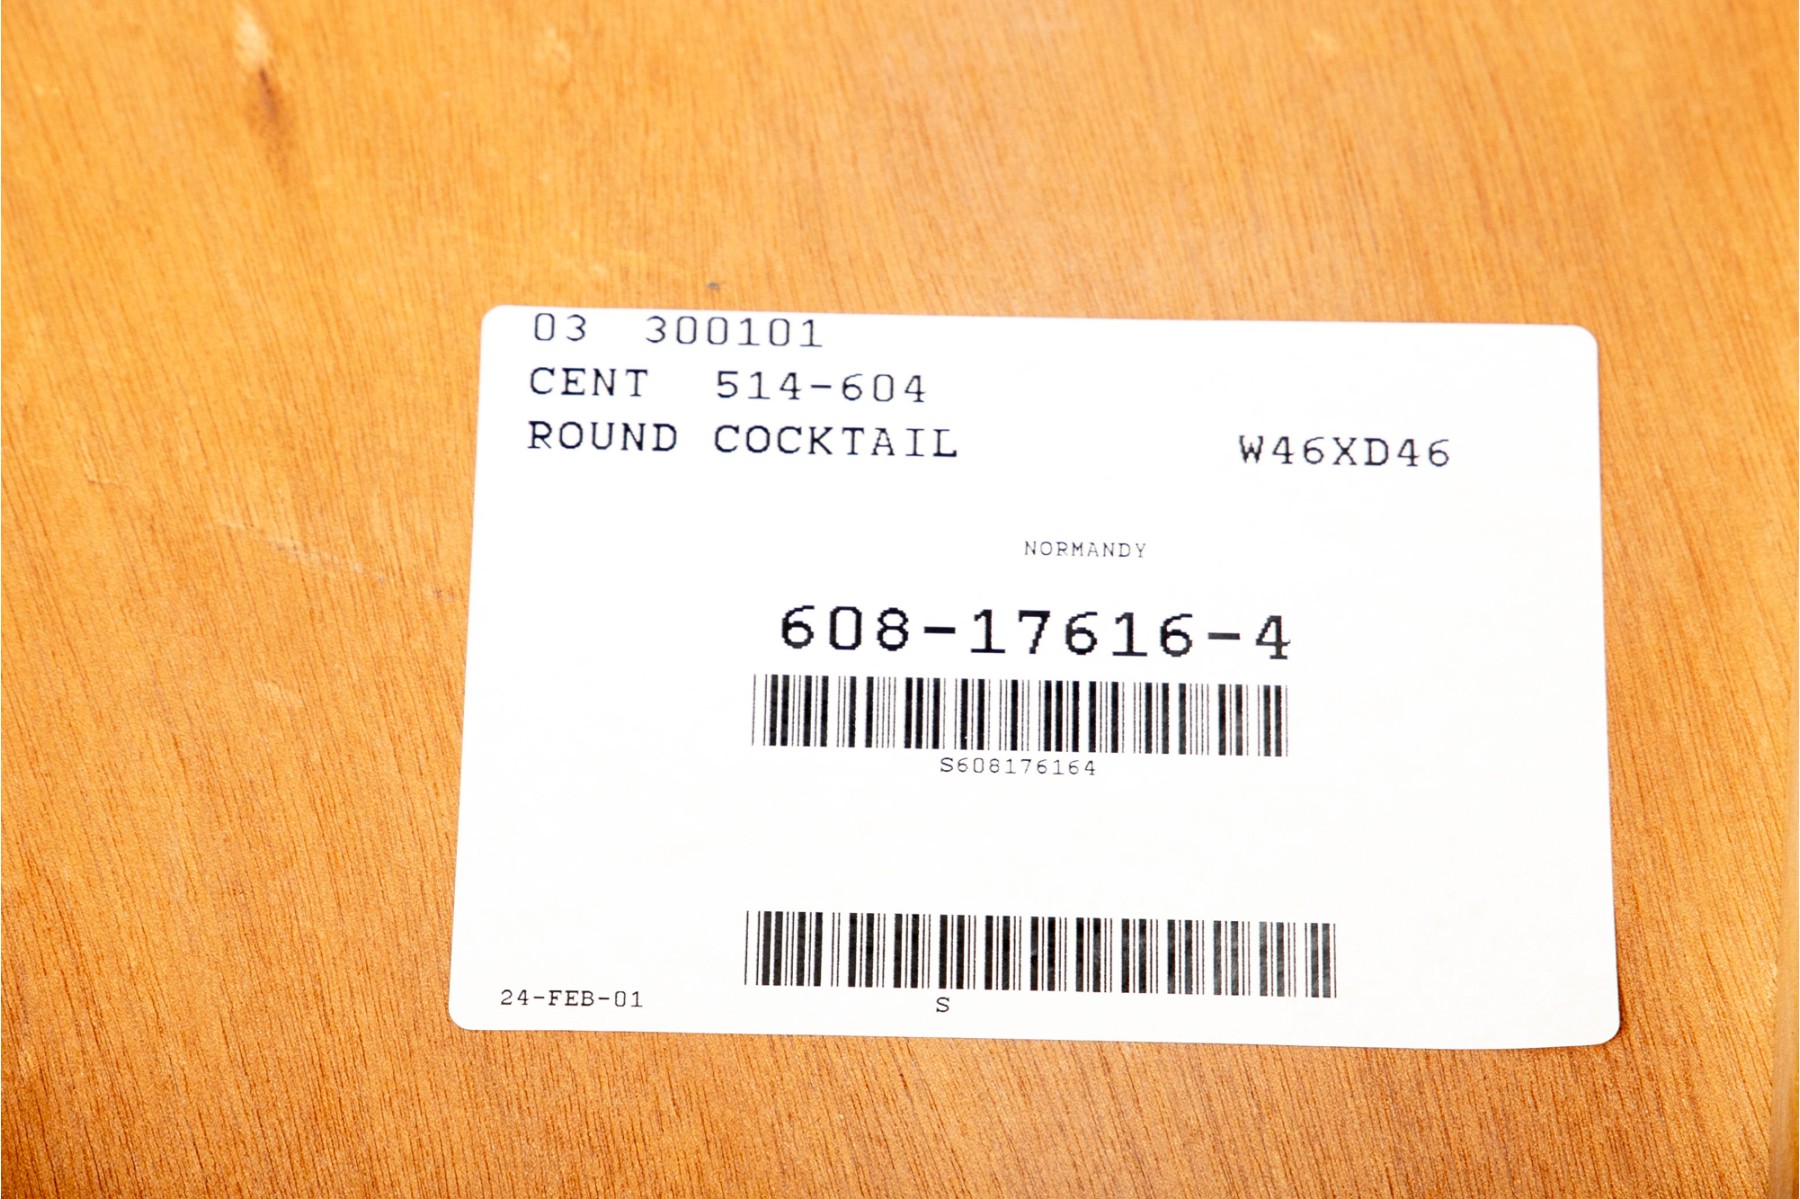 03 300101
CENT 514-604
ROUND COCKTAIL W46XD46
NORMANDY
608-17616-4
S608176164
24-FEB-01
S